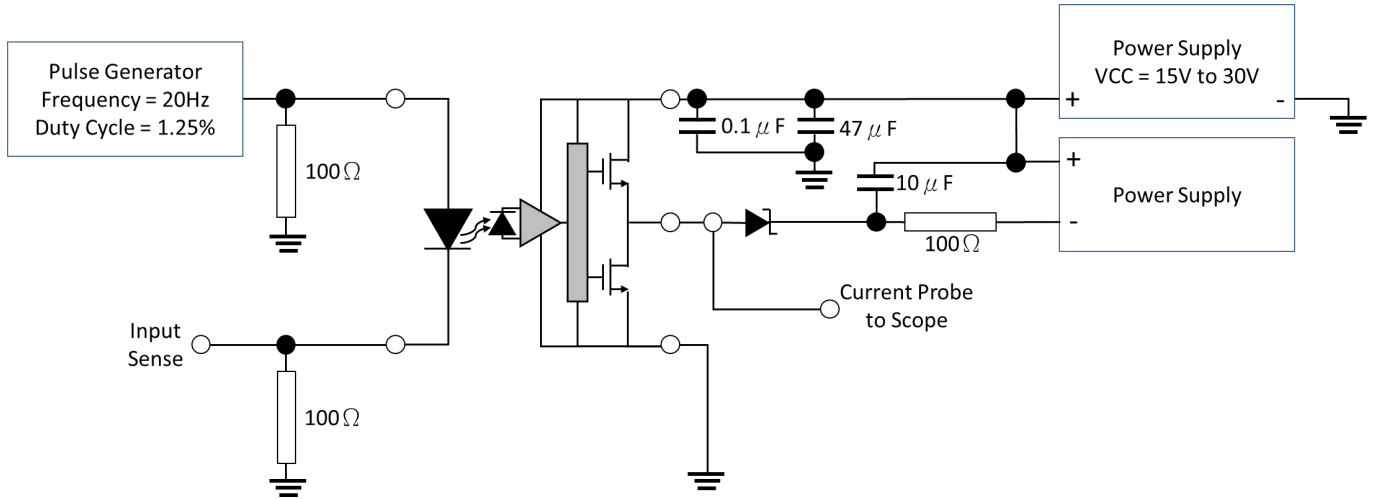 Pulse Generator
Frequency = 20Hz
Duty Cycle = 1.25%
100Ω
Input
Sense
100Ω
0.1 μF
47 μF
10 μF
100Ω
Current Probe
to Scope
Power Supply
VCC = 15V to 30V
+
-
Power Supply
+
-